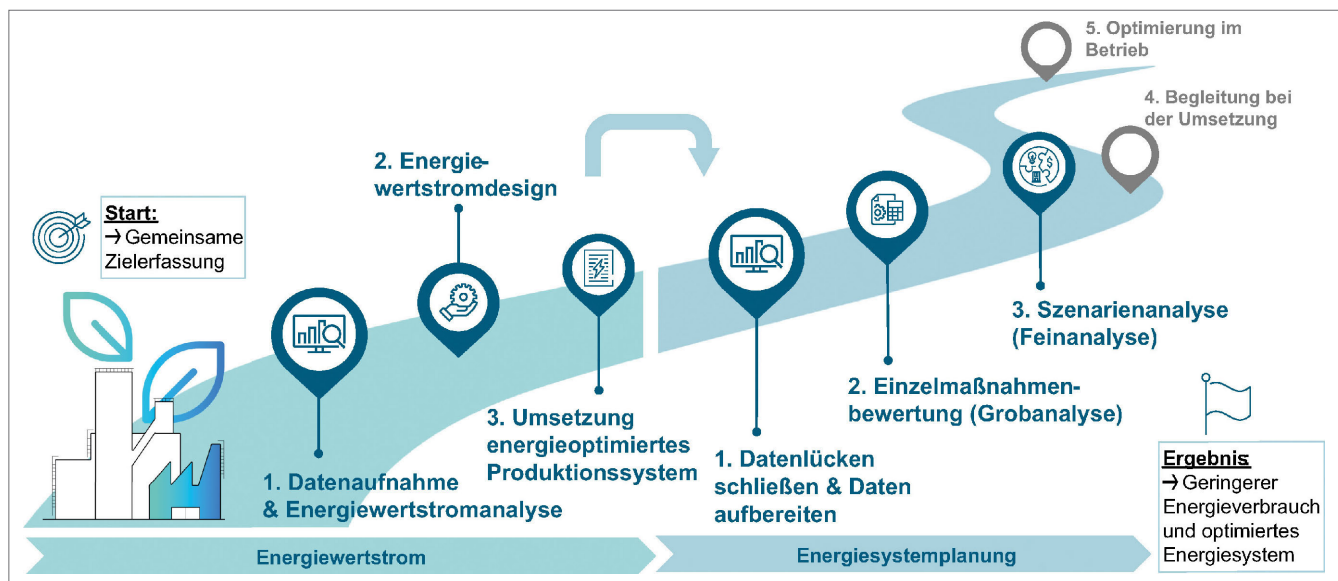 Start:
→ Gemeinsame
Zielerfassung
1. Datenaufnahme
& Energiewertstromanalyse
2. Energie-
wertstromdesign
3. Umsetzung
energieoptimiertes
Produktionssystem
1. Datenlücken
schließen & Daten
aufbereiten
2. Einzelmaßnahmen-
bewertung (Grobanalyse)
3. Szenarienanalyse
(Feinanalyse)
4. Begleitung bei
der Umsetzung
5. Optimierung im
Betrieb
Ergebnis:
→ Geringerer
Energieverbrauch
und optimiertes
Energiesystem
Energiewertstrom
Energiesystemplanung